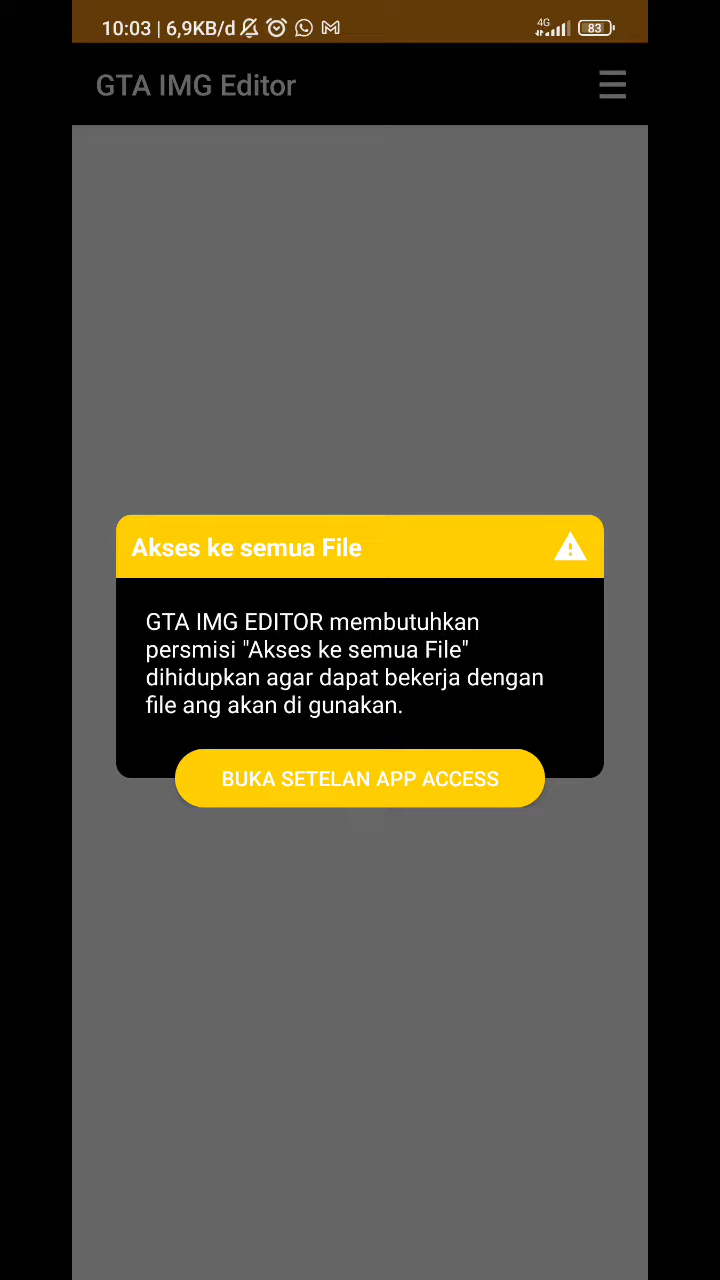 10:03 | 6,9KB/d
4G
83
GTA IMG Editor
Akses ke semua File
GTA IMG EDITOR membutuhkan
persmisi "Akses ke semua File"
dihidupkan agar dapat bekerja dengan
file ang akan di gunakan.
BUKA SETELAN APP ACCESS